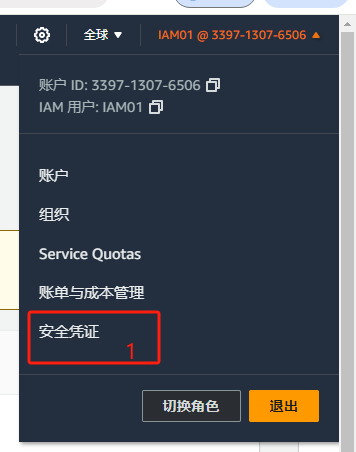 全球 ▼ IAM01 @ 3397-1307-6506 ▲
账户 ID: 3397-1307-6506
IAM 用户: IAM01
账户
组织
Service Quotas
账单与成本管理
安全凭证
1
切换角色 退出